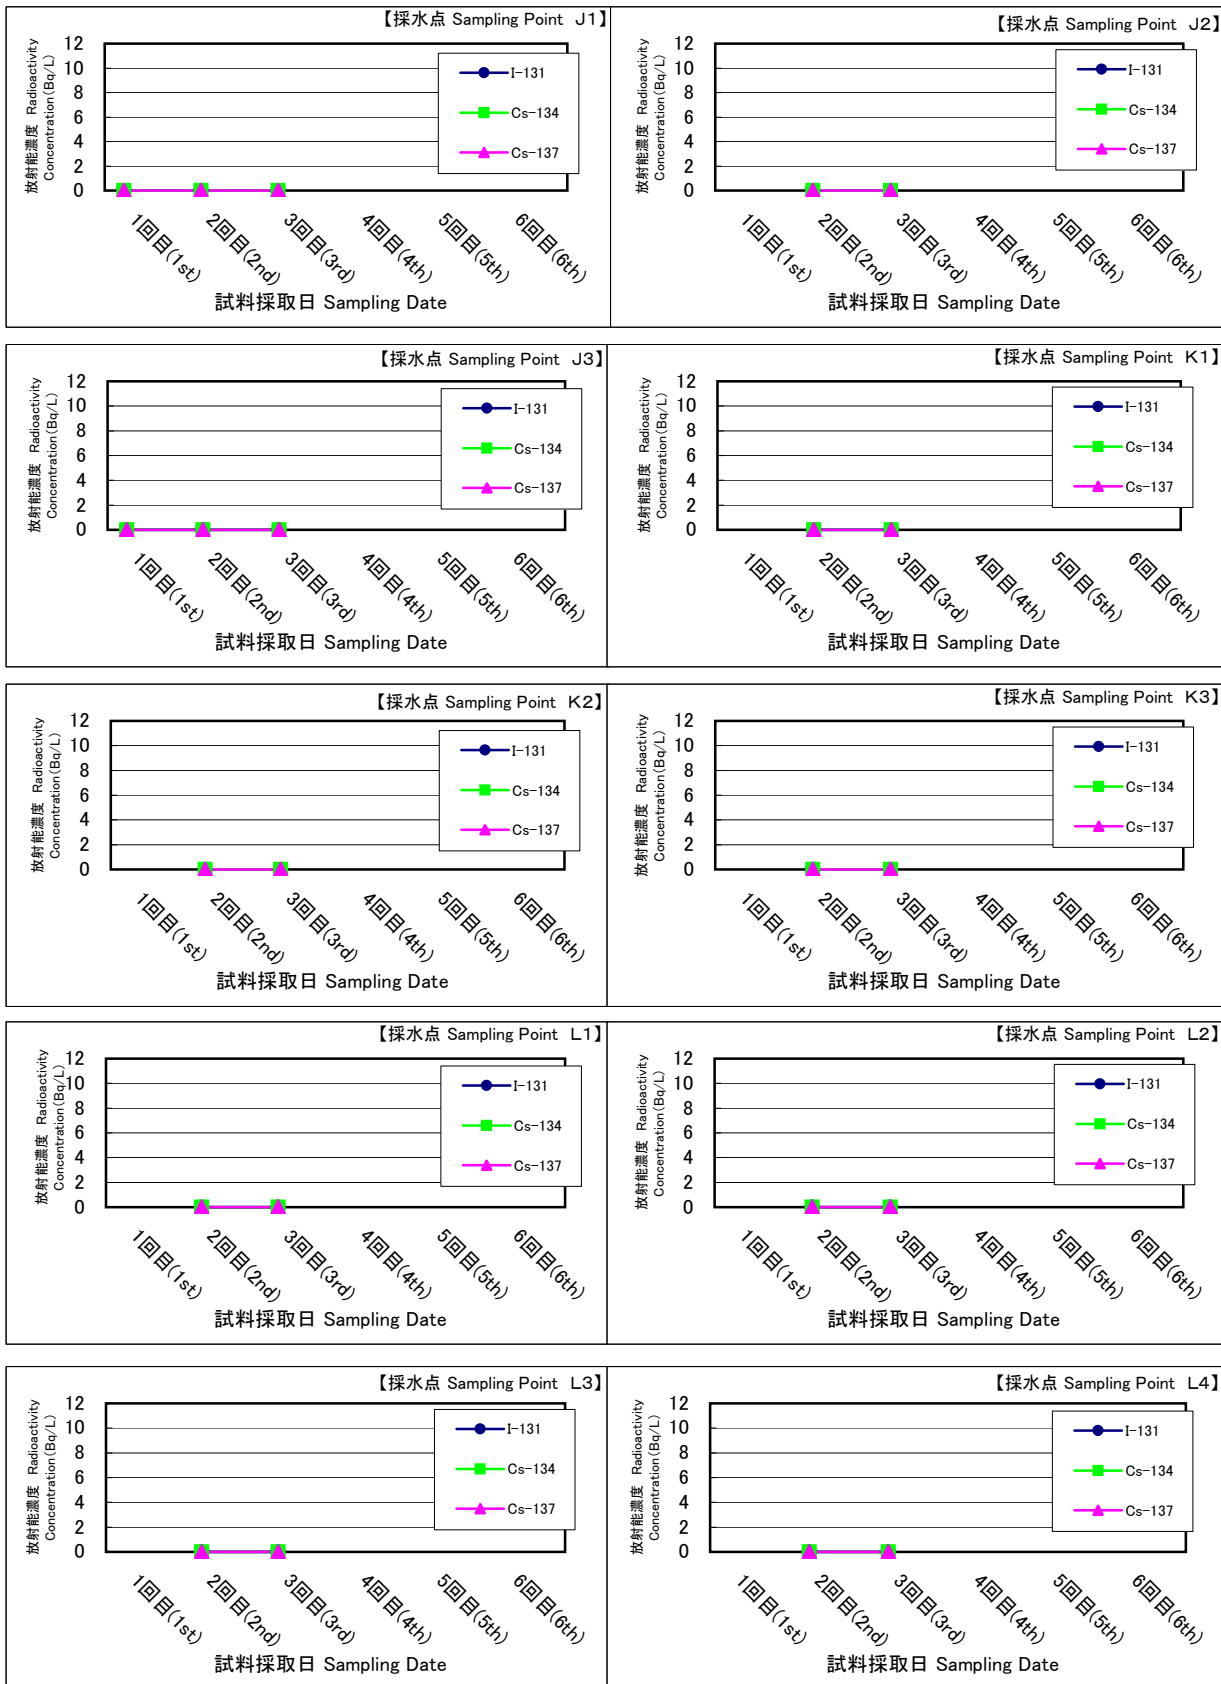 【採水点 Sampling Point J1】
放射能濃度 Radioactivity
Concentration(Bq/L)
12
10
8
6
4
2
0
I-131
Cs-134
Cs-137
1回目(1st)
2回目(2nd)
3回目(3rd)
4回目(4th)
5回目(5th)
6回目(6th)
試料採取日 Sampling Date
【採水点 Sampling Point J2】
放射能濃度 Radioactivity
Concentration(Bq/L)
12
10
8
6
4
2
0
I-131
Cs-134
Cs-137
1回目(1st)
2回目(2nd)
3回目(3rd)
4回目(4th)
5回目(5th)
6回目(6th)
試料採取日 Sampling Date
【採水点 Sampling Point J3】
放射能濃度 Radioactivity
Concentration(Bq/L)
12
10
8
6
4
2
0
I-131
Cs-134
Cs-137
1回目(1st)
2回目(2nd)
3回目(3rd)
4回目(4th)
5回目(5th)
6回目(6th)
試料採取日 Sampling Date
【採水点 Sampling Point K1】
放射能濃度 Radioactivity
Concentration(Bq/L)
12
10
8
6
4
2
0
I-131
Cs-134
Cs-137
1回目(1st)
2回目(2nd)
3回目(3rd)
4回目(4th)
5回目(5th)
6回目(6th)
試料採取日 Sampling Date
【採水点 Sampling Point K2】
放射能濃度 Radioactivity
Concentration(Bq/L)
12
10
8
6
4
2
0
I-131
Cs-134
Cs-137
1回目(1st)
2回目(2nd)
3回目(3rd)
4回目(4th)
5回目(5th)
6回目(6th)
試料採取日 Sampling Date
【採水点 Sampling Point K3】
放射能濃度 Radioactivity
Concentration(Bq/L)
12
10
8
6
4
2
0
I-131
Cs-134
Cs-137
1回目(1st)
2回目(2nd)
3回目(3rd)
4回目(4th)
5回目(5th)
6回目(6th)
試料採取日 Sampling Date
【採水点 Sampling Point L1】
放射能濃度 Radioactivity
Concentration(Bq/L)
12
10
8
6
4
2
0
I-131
Cs-134
Cs-137
1回目(1st)
2回目(2nd)
3回目(3rd)
4回目(4th)
5回目(5th)
6回目(6th)
試料採取日 Sampling Date
【採水点 Sampling Point L2】
放射能濃度 Radioactivity
Concentration(Bq/L)
12
10
8
6
4
2
0
I-131
Cs-134
Cs-137
1回目(1st)
2回目(2nd)
3回目(3rd)
4回目(4th)
5回目(5th)
6回目(6th)
試料採取日 Sampling Date
【採水点 Sampling Point L3】
放射能濃度 Radioactivity
Concentration(Bq/L)
12
10
8
6
4
2
0
I-131
Cs-134
Cs-137
1回目(1st)
2回目(2nd)
3回目(3rd)
4回目(4th)
5回目(5th)
6回目(6th)
試料採取日 Sampling Date
【採水点 Sampling Point L4】
放射能濃度 Radioactivity
Concentration(Bq/L)
12
10
8
6
4
2
0
I-131
Cs-134
Cs-137
1回目(1st)
2回目(2nd)
3回目(3rd)
4回目(4th)
5回目(5th)
6回目(6th)
試料採取日 Sampling Date